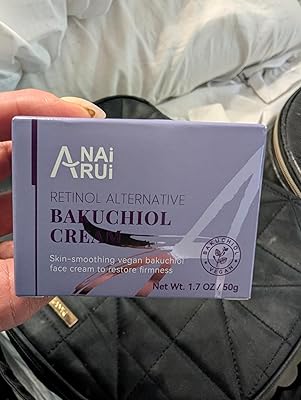 ANAi
ARUi
RETINOL ALTERNATIVE
BAKUCHIOL
CREAM
Skin-smoothing vegan bakuchiol
face cream to restore firmness
BAKUCHIOL
VEGAN
Net Wt. 1.7 OZ / 50g